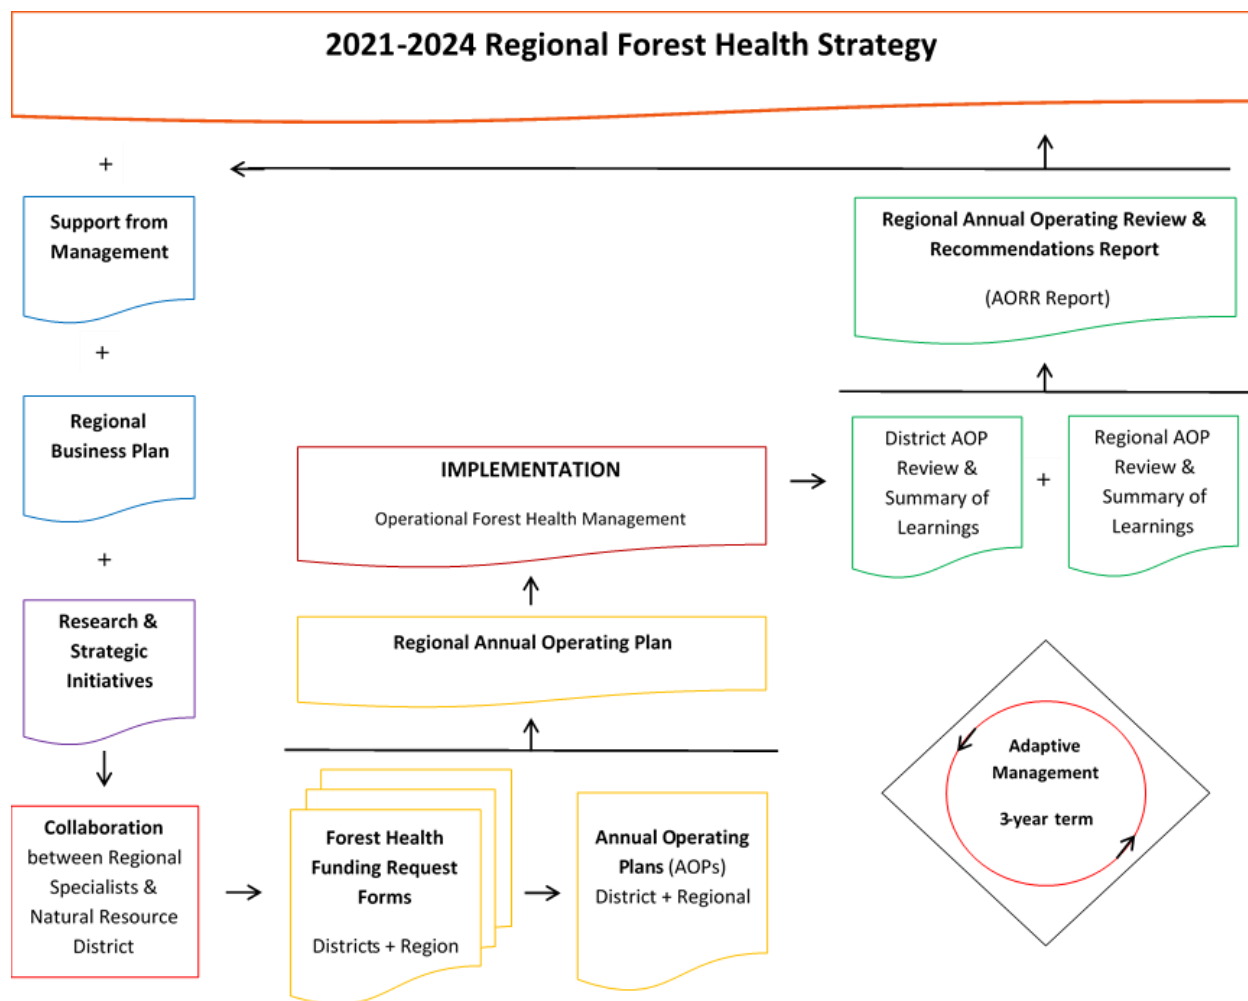 2021-2024 Regional Forest Health Strategy
+
Support from
Management
+
Regional
Business Plan
+
Research &
Strategic
Initiatives
Collaboration
between Regional
Specialists &
Natural Resource
District
Forest Health
Funding Request
Forms
Districts + Region
Annual Operating
Plans (AOPs)
District + Regional
Regional Annual Operating Plan
IMPLEMENTATION
Operational Forest Health Management
District AOP
Review &
Summary of
Learnings
+
Regional AOP
Review &
Summary of
Learnings
Regional Annual Operating Review &
Recommendations Report
(AORR Report)
Adaptive
Management
3-year term